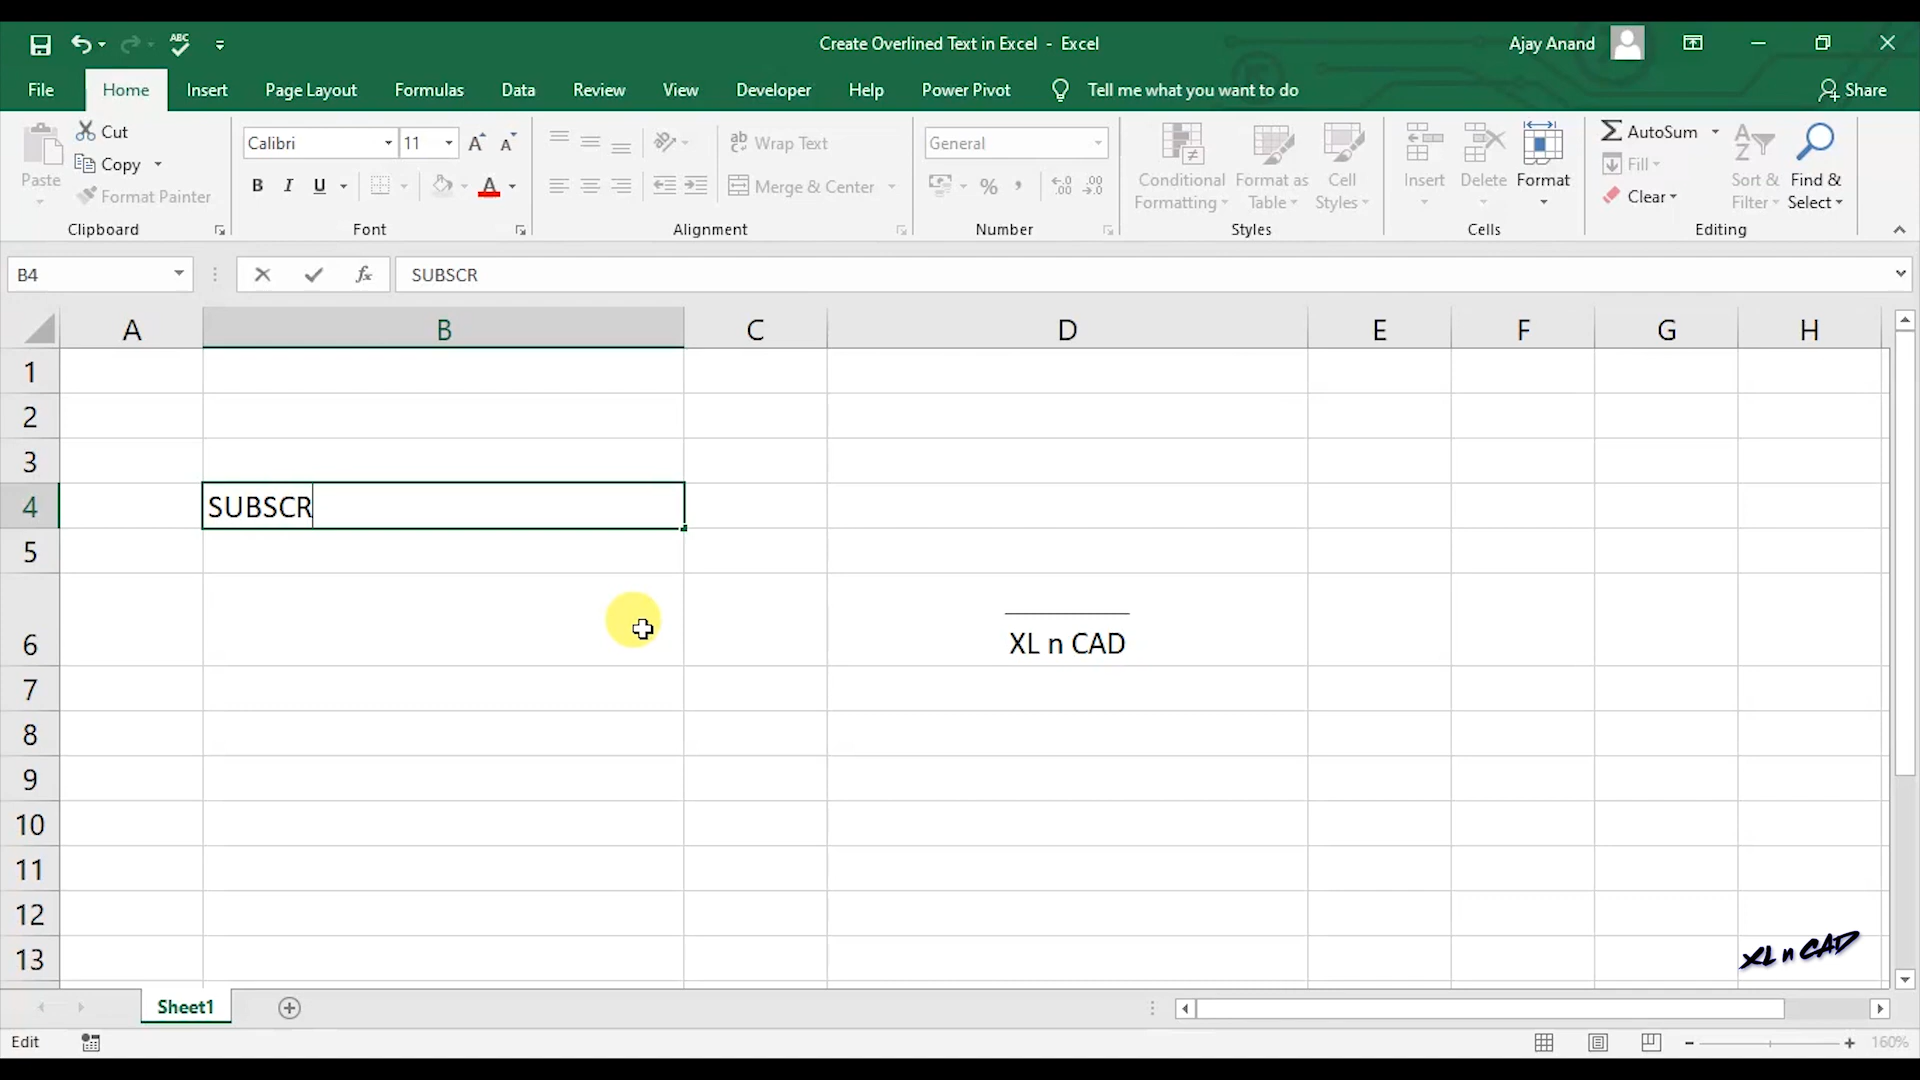 ABC
Create Overlined Text in Excel - Excel
Ajay Anand
File
Home
Insert
Page Layout
Formulas
Data
Review
View
Developer
Help
Power Pivot
Tell me what you want to do
Share
Paste
Cut
Copy
Format Painter
Clipboard
Calibri
11
A A
B I U
A
Font
ab
Wrap Text
Merge & Center
Alignment
General
% ,
Number
Conditional Formatting
Format as Table
Cell Styles
Styles
Insert
Delete
Format
Cells
AutoSum
Fill
Clear
Sort & Filter
Find & Select
Editing
B4
fx
SUBSCR
A B C D E F G H
1
2
3
4 SUBSCR
5
6 XL n CAD
7
8
9
10
11
12
13
XL n CAD
Sheet1
Edit
160%